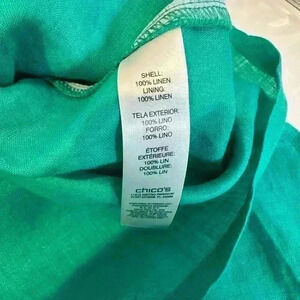 SHELL:
100% LINEN
LINING:
100% LINEN
TELA EXTERIOR:
100% LINO
FORRO:
100% LINO
ÉTOFFE
EXTÉRIEURE:
100% LIN
DOUBLURE:
100% LIN
chico's